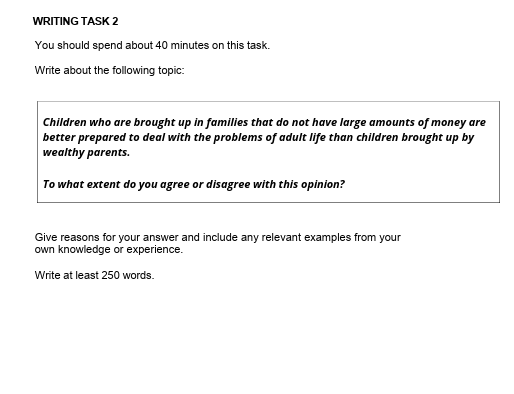 WRITING TASK 2
You should spend about 40 minutes on this task.
Write about the following topic:
Children who are brought up in families that do not have large amounts of money are
better prepared to deal with the problems of adult life than children brought up by
wealthy parents.
To what extent do you agree or disagree with this opinion?
Give reasons for your answer and include any relevant examples from your
own knowledge or experience.
Write at least 250 words.